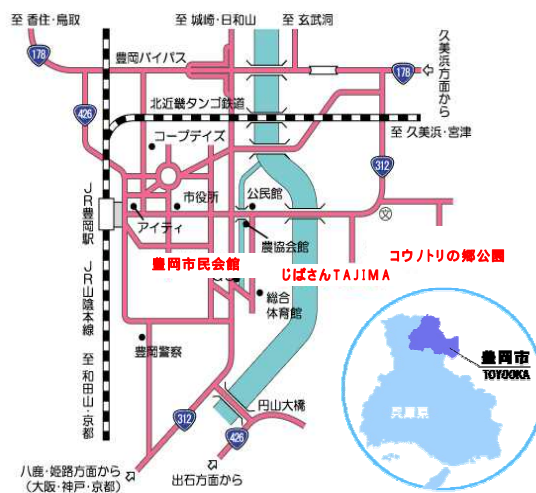 至 香住・鳥取
至 城崎・日和山
至 玄武洞
178
豊岡バイパス
178
久美浜方面から
426
北近畿タンゴ鉄道
至 久美浜・宮津
コープデイズ
312
市役所
公民館
JR豊岡駅
アイティ
農協会館
豊岡市民会館
じばさんTAJIMA
コウノトリの郷公園
JR山陰本線
総合
体育館
豊岡警察
至 和田山・京都
円山大橋
312
426
八鹿・姫路方面から
(大阪・神戸・京都)
出石方面から
豊岡市
TOYOOKA
兵庫県